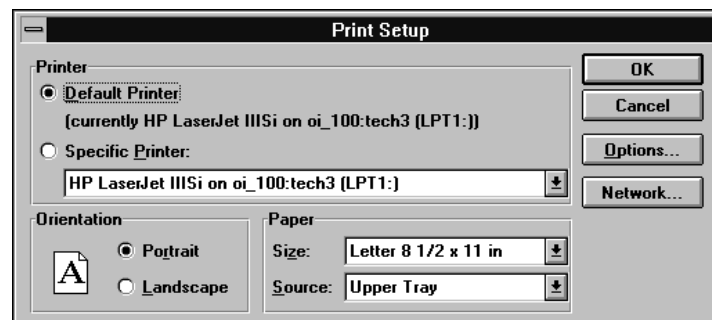 Print Setup
Printer
Default Printer
(currently HP LaserJet IIISi on oi_100:tech3 (LPT1:))
Specific Printer:
HP LaserJet IIISi on oi_100:tech3 (LPT1:)
OK
Cancel
Options...
Network...
Orientation
A
Portrait
Landscape
Paper
Size: Letter 8 1/2 x 11 in
Source: Upper Tray